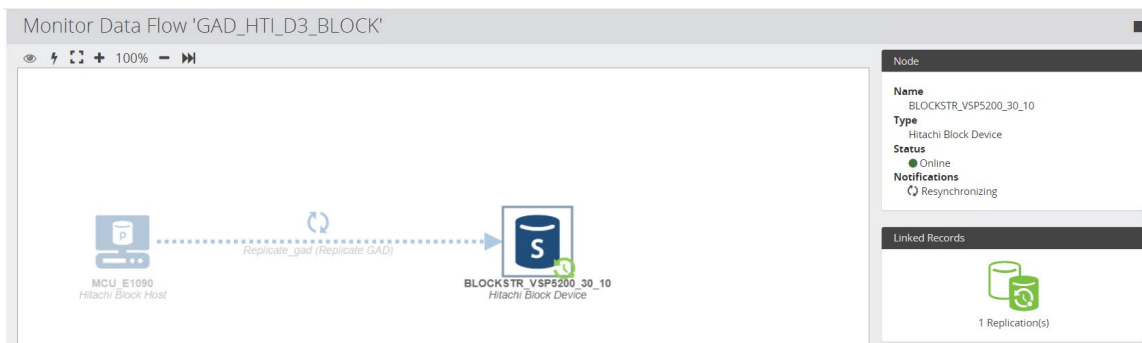 Monitor Data Flow 'GAD_HTI_D3_BLOCK'
100%
P
Replicate_gad (Replicate GAD)
MCU_E1090
Hitachi Block Host
S
BLOCKSTR_VSP5200_30_10
Hitachi Block Device
Node
Name
BLOCKSTR_VSP5200_30_10
Type
Hitachi Block Device
Status
Online
Notifications
Resynchronizing
Linked Records
1 Replication(s)